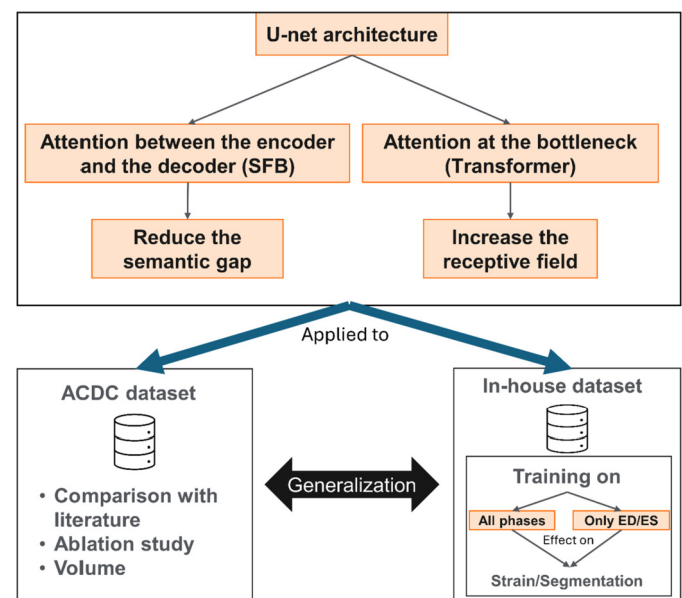 U-net architecture
Attention between the encoder
and the decoder (SFB)
Attention at the bottleneck
(Transformer)
Reduce the
semantic gap
Increase the
receptive field
Applied to
ACDC dataset
• Comparison with
literature
• Ablation study
• Volume
Generalization
In-house dataset
Training on
All phases
Only ED/ES
Effect on
Strain/Segmentation